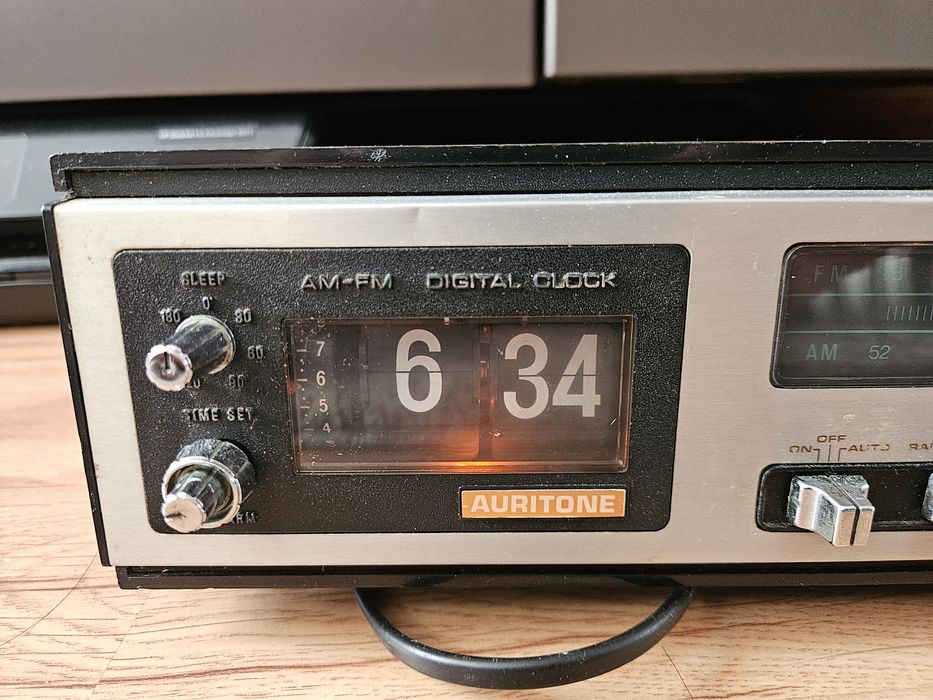 SLEEP
0
180 30
60
TIME SET
AM-FM DIGITAL CLOCK
7
6
5
4
6 34
AURITONE
FM
AM 52
OFF
ON AUTO